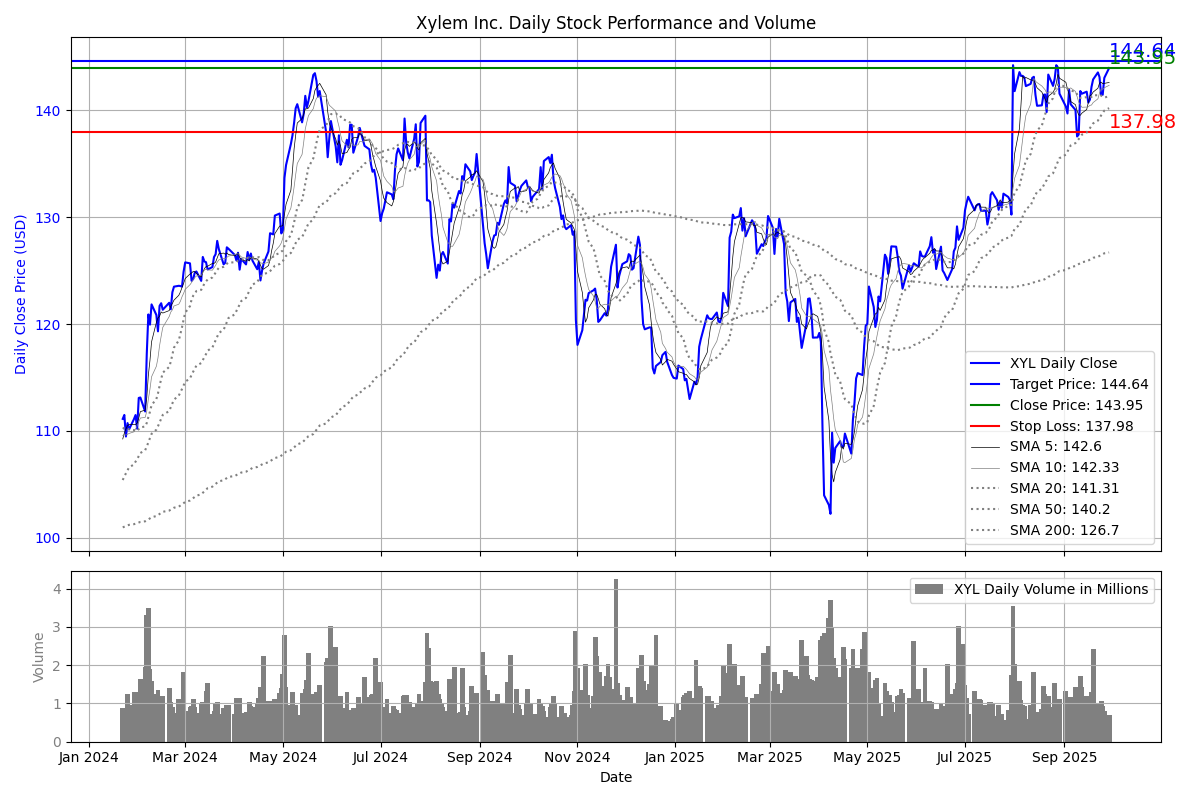 Xylem Inc. Daily Stock Performance and Volume
144.64
143.95
137.98
140
130
120
110
100
Daily Close Price (USD)
XYL Daily Close
Target Price: 144.64
Close Price: 143.95
Stop Loss: 137.98
SMA 5: 142.6
SMA 10: 142.33
SMA 20: 141.31
SMA 50: 140.2
SMA 200: 126.7
XYL Daily Volume in Millions
4
3
2
1
0
Volume
Jan 2024 Mar 2024 May 2024 Jul 2024 Sep 2024 Nov 2024 Jan 2025 Mar 2025 May 2025 Jul 2025 Sep 2025
Date